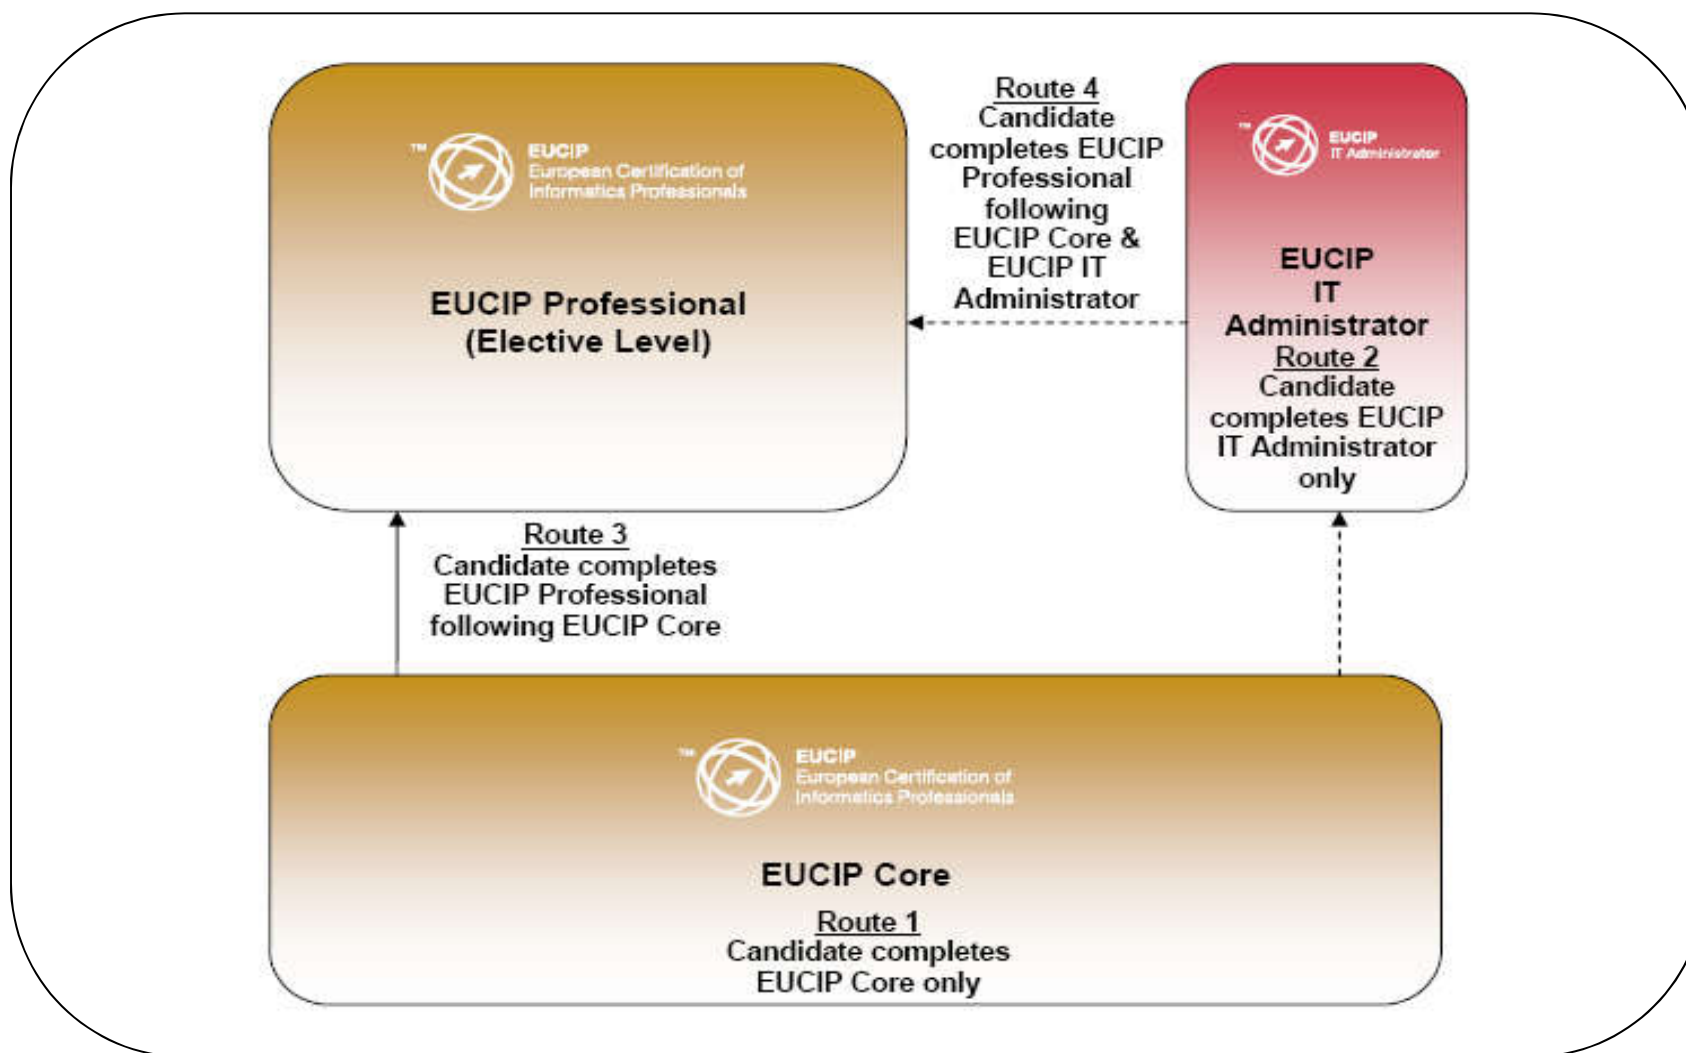 ™ EUCIP
European Certification of
Informatics Professionals
EUCIP Professional
(Elective Level)
Route 4
Candidate
completes EUCIP
Professional
following
EUCIP Core &
EUCIP IT
Administrator
™ EUCIP
IT Administrator
EUCIP
IT
Administrator
Route 2
Candidate
completes EUCIP
IT Administrator
only
Route 3
Candidate completes
EUCIP Professional
following EUCIP Core
™ EUCIP
European Certification of
Informatics Professionals
EUCIP Core
Route 1
Candidate completes
EUCIP Core only